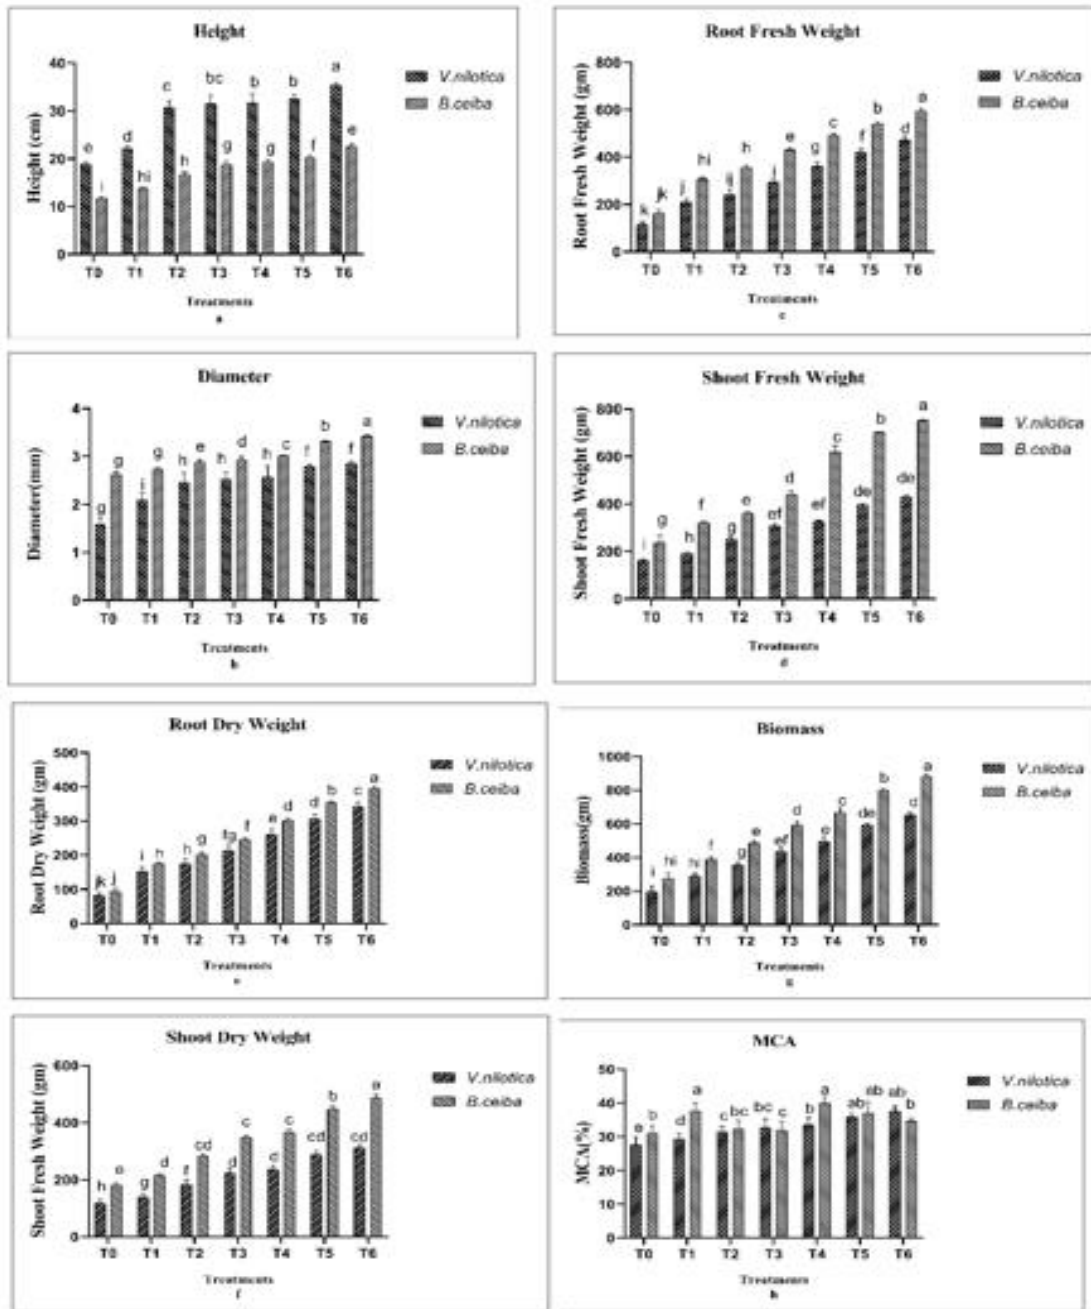 Height
40
30
20
10
0
Height (cm)
e i d hi c h bc g b g b f a e
T0 T1 T2 T3 T4 T5 T6
Treatments
a
V.nilotica
B.ceiba
Root Fresh Weight
800
600
400
200
0
Root Fresh Weight (gm)
k jk j hi ij h i e g c f b d a
T0 T1 T2 T3 T4 T5 T6
Treatments
c
V.nilotica
B.ceiba
Diameter
4
3
2
1
0
Diameter(mm)
g g i g h e h d h c f b f a
T0 T1 T2 T3 T4 T5 T6
Treatments
b
V.nilotica
B.ceiba
Shoot Fresh Weight
800
600
400
200
0
Shoot Fresh Weight (gm)
i g h f g e ef d ef c de b de a
T0 T1 T2 T3 T4 T5 T6
Treatments
d
V.nilotica
B.ceiba
Root Dry Weight
500
400
300
200
100
0
Root Dry Weight (gm)
jk j i h h g fg f e d d b c a
T0 T1 T2 T3 T4 T5 T6
Treatments
e
V.nilotica
B.ceiba
Biomass
1000
800
600
400
200
0
Biomass(gm)
i hi hi f g e ef d e c de b d a
T0 T1 T2 T3 T4 T5 T6
Treatments
g
V.nilotica
B.ceiba
Shoot Dry Weight
600
400
200
0
Shoot Fresh Weight (gm)
h e g d f cd d c d c cd b cd a
T0 T1 T2 T3 T4 T5 T6
Treatments
f
V.nilotica
B.ceiba
MCA
50
40
30
20
10
0
MCA(%)
e b d a c bc bc c b a ab ab ab b
T0 T1 T2 T3 T4 T5 T6
Treatments
h
V.nilotica
B.ceiba